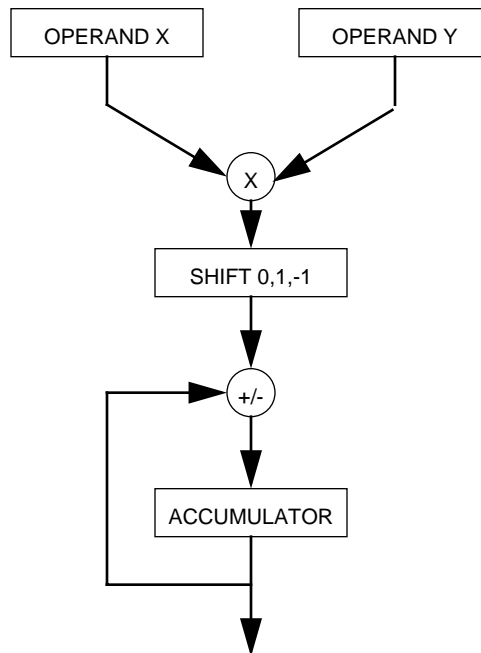 OPERAND X
OPERAND Y
X
SHIFT 0,1,-1
+/-
ACCUMULATOR